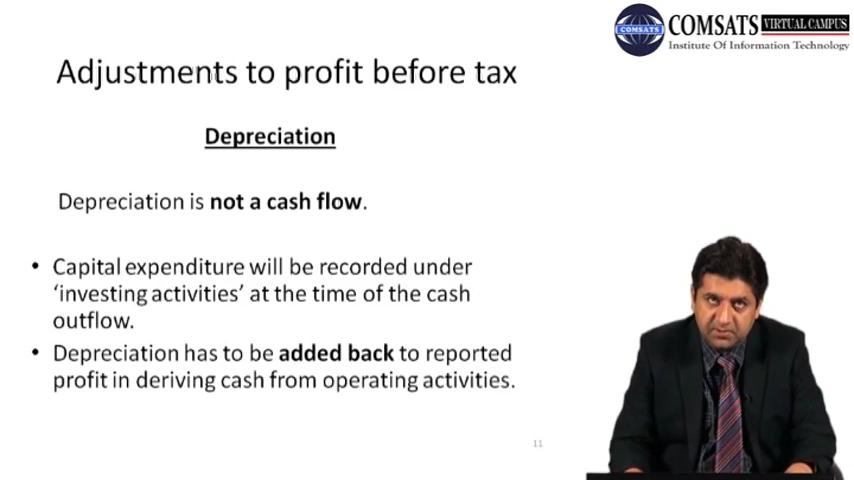 COMSATS VIRTUAL CAMPUS
COMSATS
Institute Of Information Technology
Adjustments to profit before tax
Depreciation
Depreciation is not a cash flow.
• Capital expenditure will be recorded under
‘investing activities’ at the time of the cash
outflow.
• Depreciation has to be added back to reported
profit in deriving cash from operating activities.
11